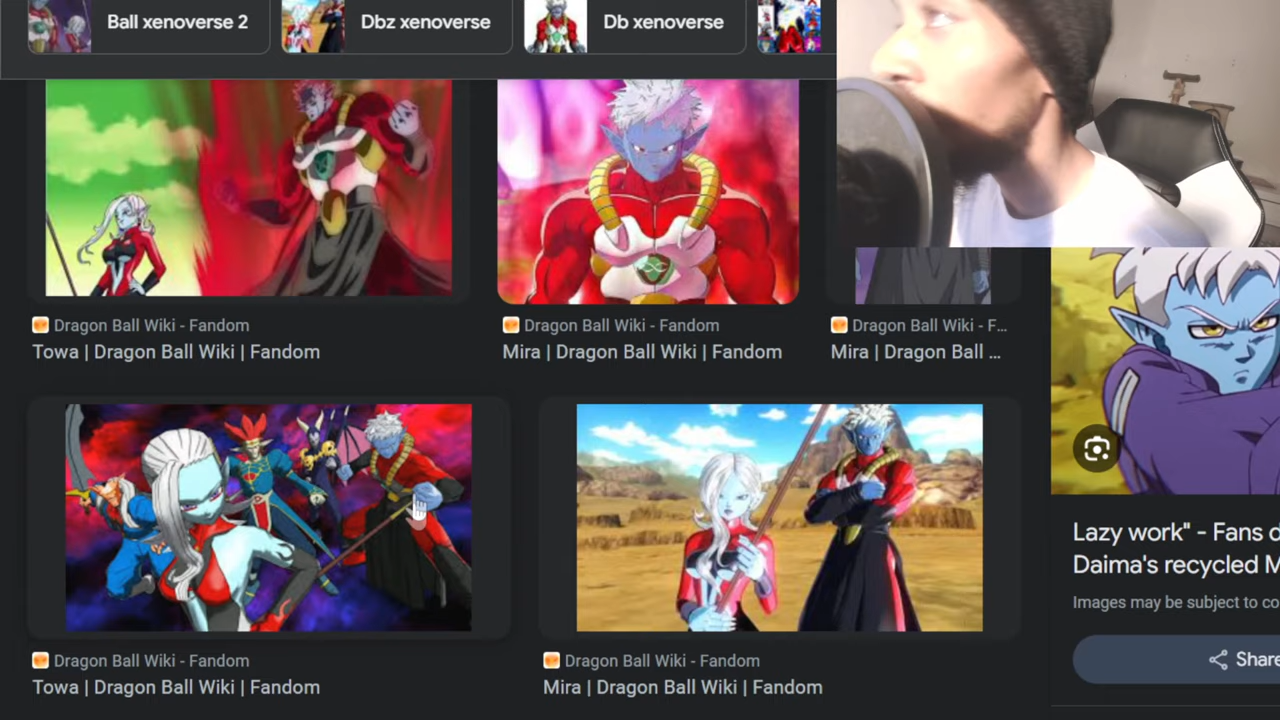 Ball xenoverse 2
Dbz xenoverse
Db xenoverse
Dragon Ball Wiki - Fandom
Towa | Dragon Ball Wiki | Fandom
Dragon Ball Wiki - Fandom
Mira | Dragon Ball Wiki | Fandom
Dragon Ball Wiki - F...
Mira | Dragon Ball ...
Dragon Ball Wiki - Fandom
Towa | Dragon Ball Wiki | Fandom
Dragon Ball Wiki - Fandom
Mira | Dragon Ball Wiki | Fandom
Lazy work" - Fans
Daima's recycled
Images may be subject to
Share